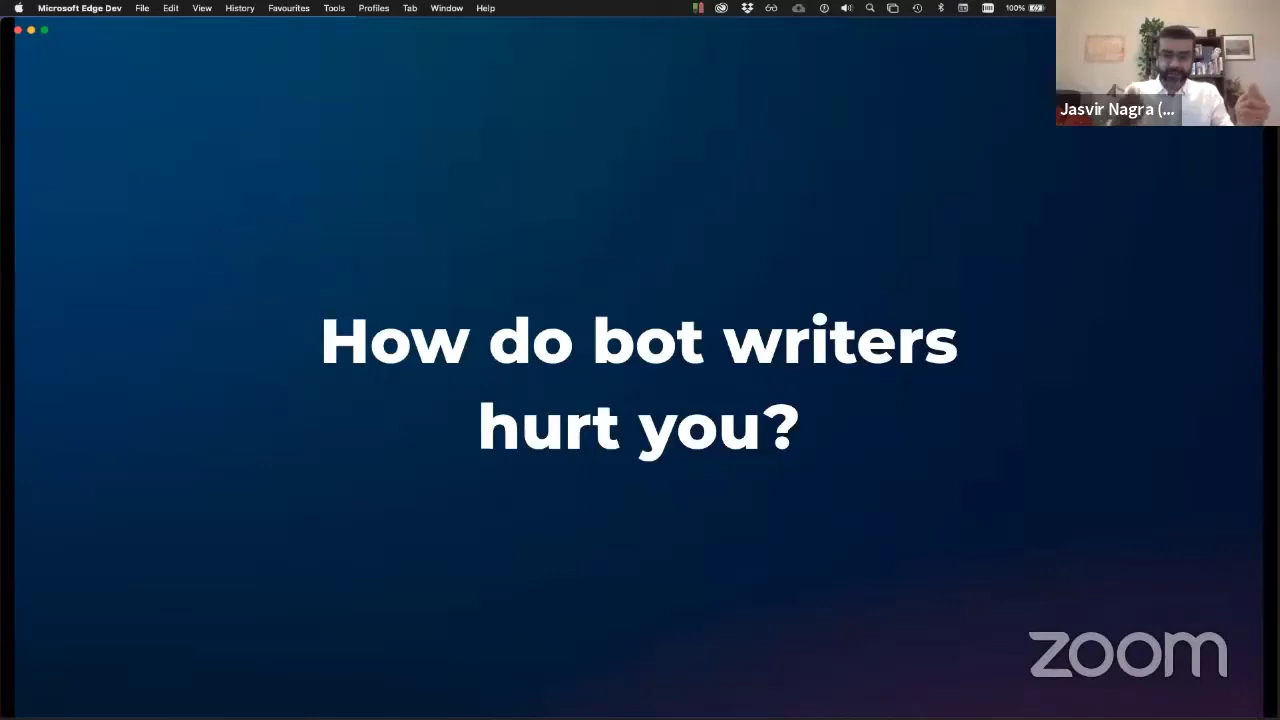 Microsoft Edge Dev File Edit View History Favourites Tools Profiles Tab Window Help 100%
Jasvir Nagra (...
How do bot writers
hurt you?
zoom